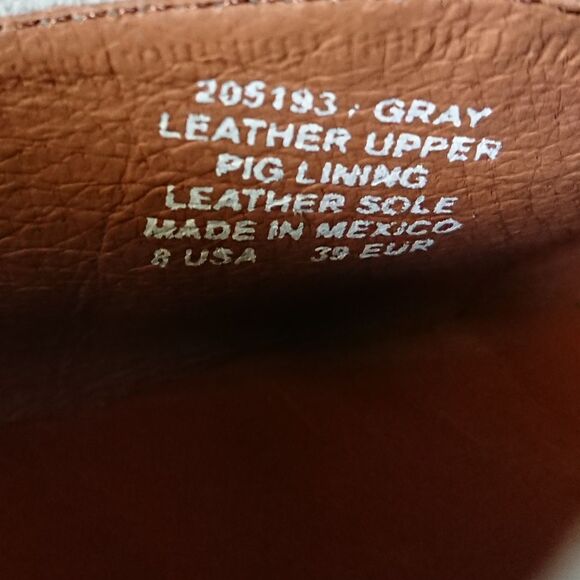 205193 . GRAY
LEATHER UPPER
PIG LINING
LEATHER SOLE
MADE IN MEXICO
8 USA 39 EUR